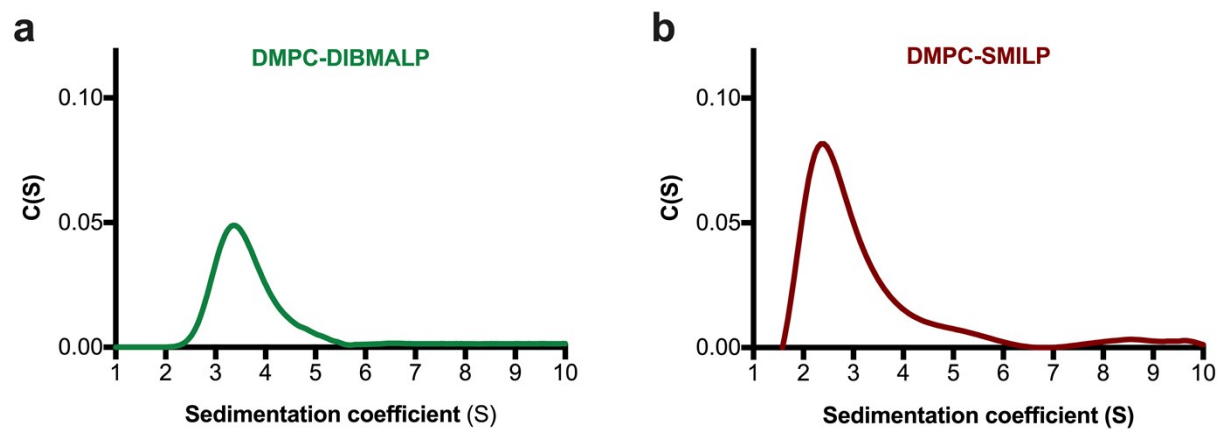 a
DMPC-DIBMALP
0.10
0.05
0.00
C(S)
1 2 3 4 5 6 7 8 9 10
Sedimentation coefficient (S)
b
DMPC-SMILP
0.10
0.05
0.00
C(S)
1 2 3 4 5 6 7 8 9 10
Sedimentation coefficient (S)